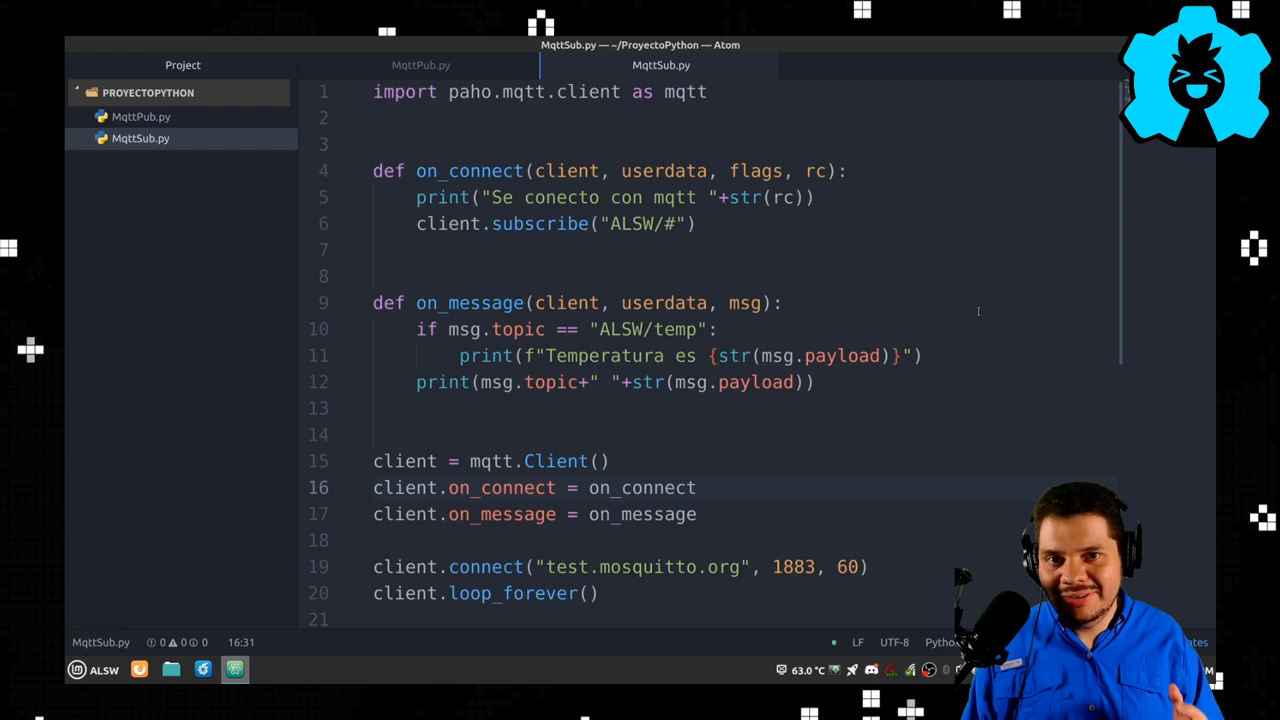 MqttSub.py — ~/ProyectoPython — Atom
Project
MqttPub.py
MqttSub.py
PROYECTOPYTHON
MqttPub.py
MqttSub.py
1 import paho.mqtt.client as mqtt
2
3
4 def on_connect(client, userdata, flags, rc):
5 print("Se conecto con mqtt "+str(rc))
6 client.subscribe("ALSW/#")
7
8
9 def on_message(client, userdata, msg):
10 if msg.topic == "ALSW/temp":
11 print(f"Temperatura es {str(msg.payload)}")
12 print(msg.topic+" "+str(msg.payload))
13
14
15 client = mqtt.Client()
16 client.on_connect = on_connect
17 client.on_message = on_message
18
19 client.connect("test.mosquitto.org", 1883, 60)
20 client.loop_forever()
21
MqttSub.py 0 0 0 16:31 LF UTF-8
ALSW 63.0 °C